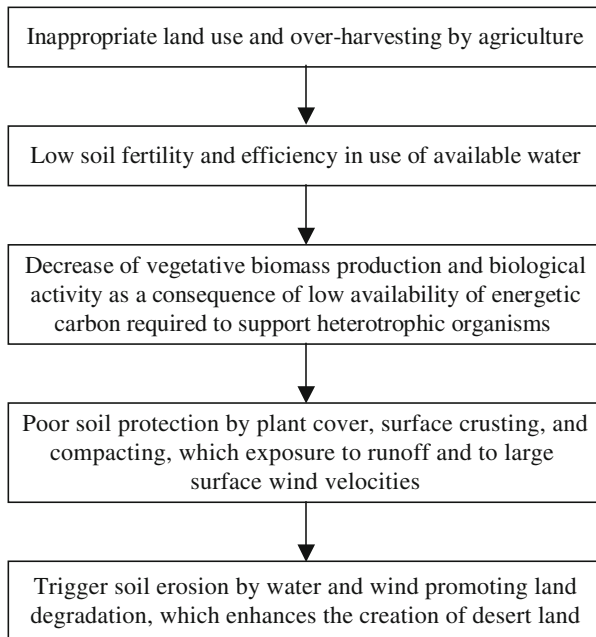 Inappropriate land use and over-harvesting by agriculture
Low soil fertility and efficiency in use of available water
Decrease of vegetative biomass production and biological
activity as a consequence of low availability of energetic
carbon required to support heterotrophic organisms
Poor soil protection by plant cover, surface crusting, and
compacting, which exposure to runoff and to large
surface wind velocities
Trigger soil erosion by water and wind promoting land
degradation, which enhances the creation of desert land